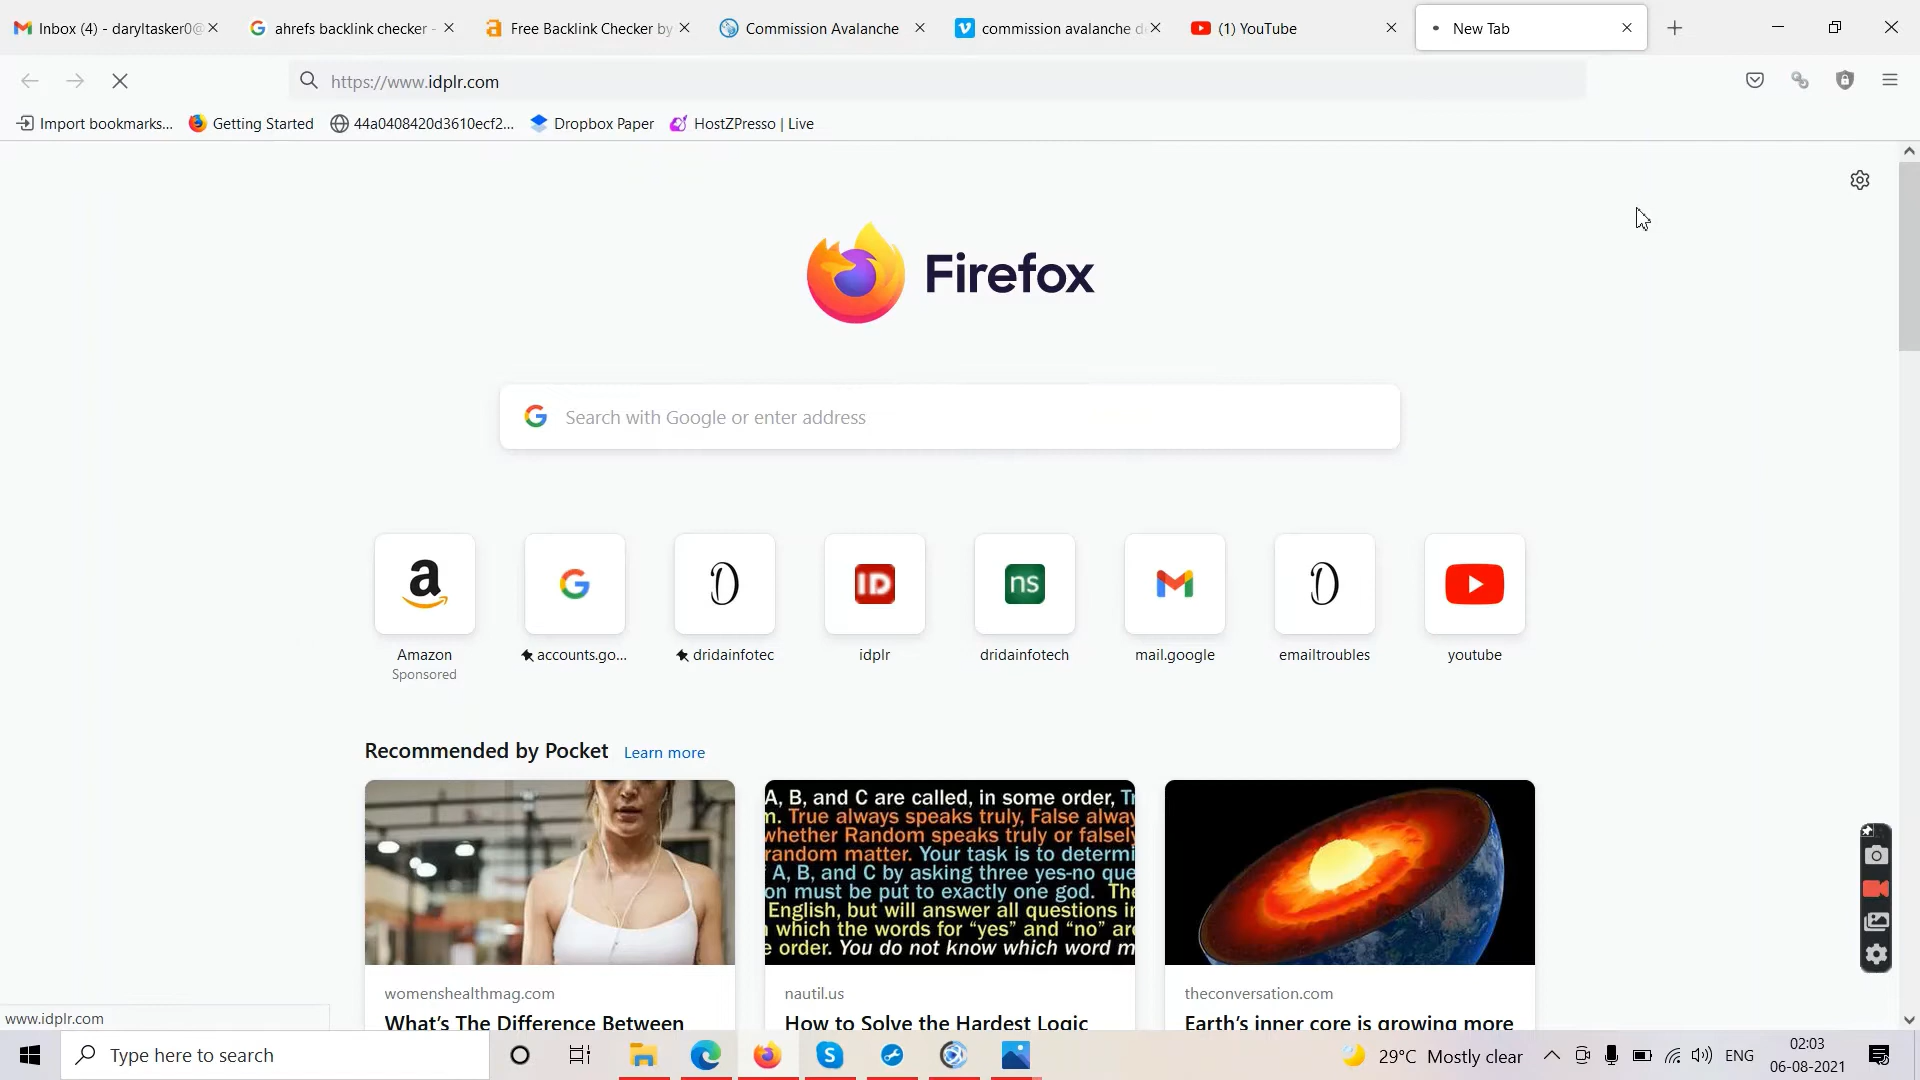 Inbox (4) - daryltasker0@
ahrefs backlink checker -
Free Backlink Checker by
Commission Avalanche
commission avalanche d
(1) YouTube
New Tab
https://www.idplr.com
Import bookmarks...
Getting Started
44a0408420d3610ecf2...
Dropbox Paper
HostZPresso | Live
Firefox
Search with Google or enter address
ID
ns
Amazon
Sponsored
accounts.go...
dridainfotec
idplr
dridainfotech
mail.google
emailtroubles
youtube
Recommended by Pocket Learn more
A, B, and C are called, in some order, Tr
n. True always speaks truly, False alway
whether Random speaks truly or falsely
random matter. Your task is to determi
A, B, and C by asking three yes-no que
on must be put to exactly one god. The
English, but will answer all questions in
which the words for “yes” and “no” are
e order. You do not know which word m
womenshealthmag.com
What’s The Difference Between
nautil.us
How to Solve the Hardest Logic
theconversation.com
Earth’s inner core is growing more
www.idplr.com
Type here to search
29°C Mostly clear
ENG
02:03
06-08-2021